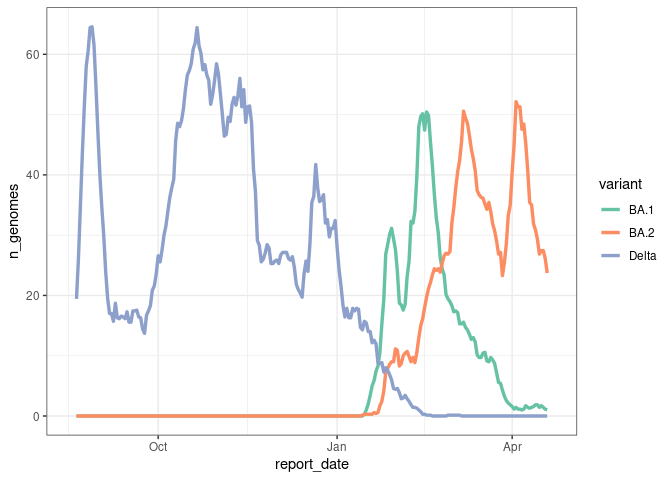 60
40
20
0
n_genomes
Oct
Jan
Apr
report_date
variant
BA.1
BA.2
Delta